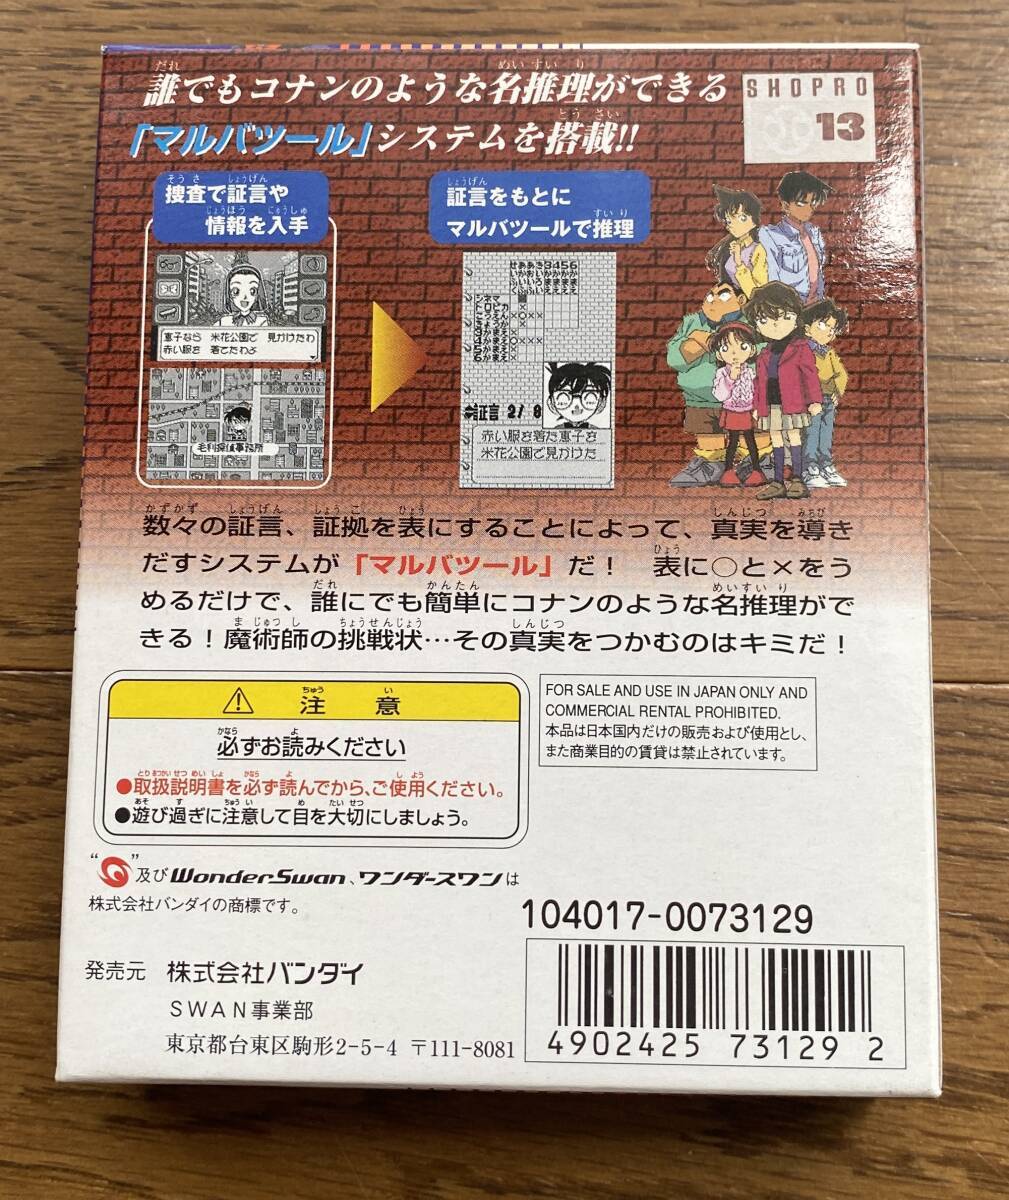 誰でもコナンのような名推理ができる
「マルバツール」システムを搭載!!
SHOPRO
13
捜査で証言や
情報を入手
証言をもとに
マルバツールで推理
恵子なら 米花公園で 見かけたわ
赤い服を 着てたわよ
毛利探偵事務所
シネマ
トロピカ
証言 2/8
赤い服を着た恵子を
米花公園で見かけた
数々の証言、証拠を表にすることによって、真実を導き
だすシステムが「マルバツール」だ! 表に○と×をう
めるだけで、誰にでも簡単にコナンのような名推理がで
きる!魔術師の挑戦状…その真実をつかむのはキミだ!
注意
必ずお読みください
●取扱説明書を必ず読んでから、ご使用ください。
●遊び過ぎに注意して目を大切にしましょう。
FOR SALE AND USE IN JAPAN ONLY AND
COMMERCIAL RENTAL PROHIBITED.
本品は日本国内だけの販売および使用とし、
また商業目的の賃貸は禁止されています。
“ ”及びWonderSwan、ワンダースワンは
株式会社バンダイの商標です。
104017-0073129
発売元 株式会社バンダイ
SWAN事業部
東京都台東区駒形2-5-4 〒111-8081
4902425 731292